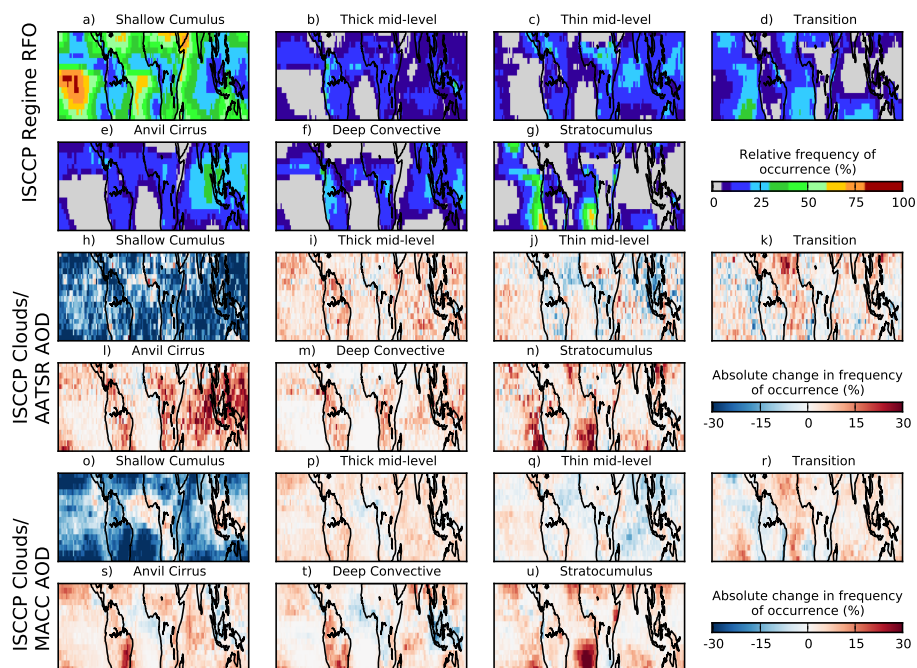 a) Shallow Cumulus
b) Thick mid-level
c) Thin mid-level
d) Transition
ISCCP Regime RFO
e) Anvil Cirrus
f) Deep Convective
g) Stratocumulus
Relative frequency of
occurrence (%)
0 25 50 75 100
h) Shallow Cumulus
i) Thick mid-level
j) Thin mid-level
k) Transition
ISCCP Clouds/
AATSR AOD
l) Anvil Cirrus
m) Deep Convective
n) Stratocumulus
Absolute change in frequency
of occurrence (%)
-30 -15 0 15 30
o) Shallow Cumulus
p) Thick mid-level
q) Thin mid-level
r) Transition
ISCCP Clouds/
MACC AOD
s) Anvil Cirrus
t) Deep Convective
u) Stratocumulus
Absolute change in frequency
of occurrence (%)
-30 -15 0 15 30